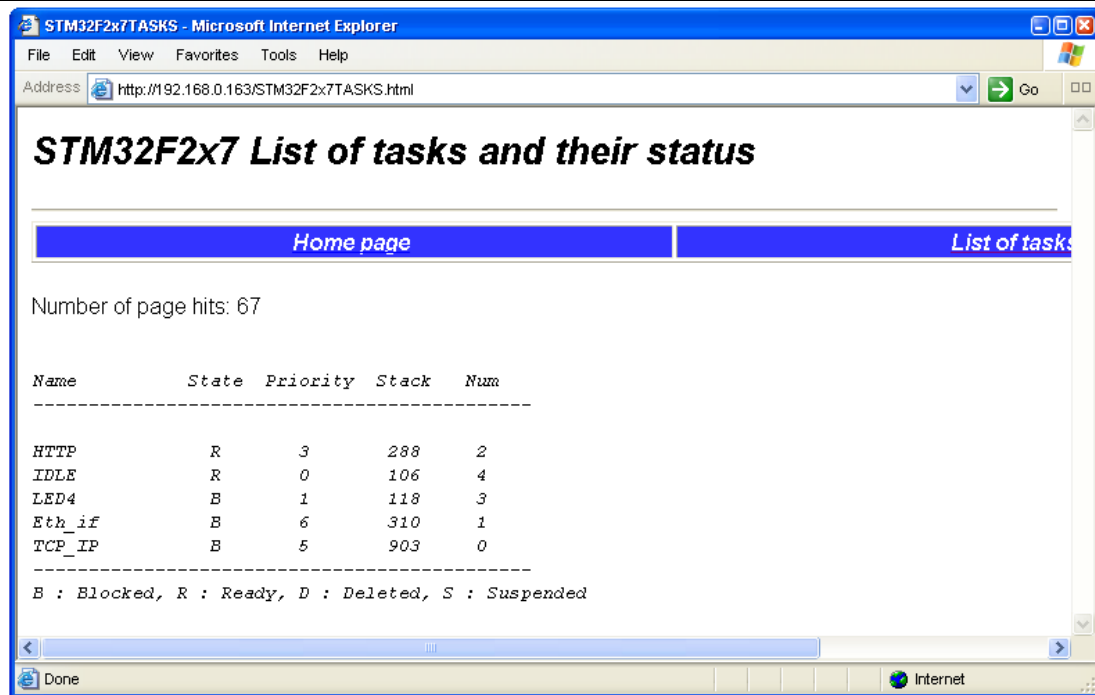 STM32F2x7TASKS - Microsoft Internet Explorer
File Edit View Favorites Tools Help
Address http://192.168.0.163/STM32F2x7TASKS.html Go
STM32F2x7 List of tasks and their status
Home page List of tasks
Number of page hits: 67
Name State Priority Stack Num
---------------------------------------------
HTTP R 3 288 2
IDLE R 0 106 4
LED4 B 1 118 3
Eth_if B 6 310 1
TCP_IP B 5 903 0
---------------------------------------------
B : Blocked, R : Ready, D : Deleted, S : Suspended
Done Internet